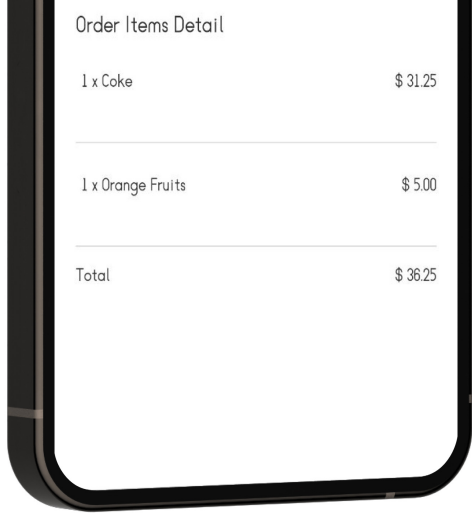 Order Items Detail
1 x Coke $ 31.25
1 x Orange Fruits $ 5.00
Total $ 36.25